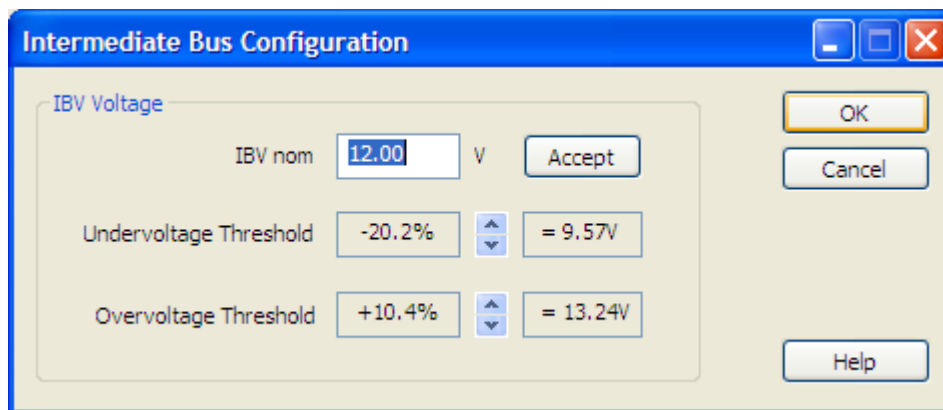 Intermediate Bus Configuration
IBV Voltage
IBV nom 12.00 V Accept
Undervoltage Threshold -20.2% = 9.57V
Overvoltage Threshold +10.4% = 13.24V
OK
Cancel
Help